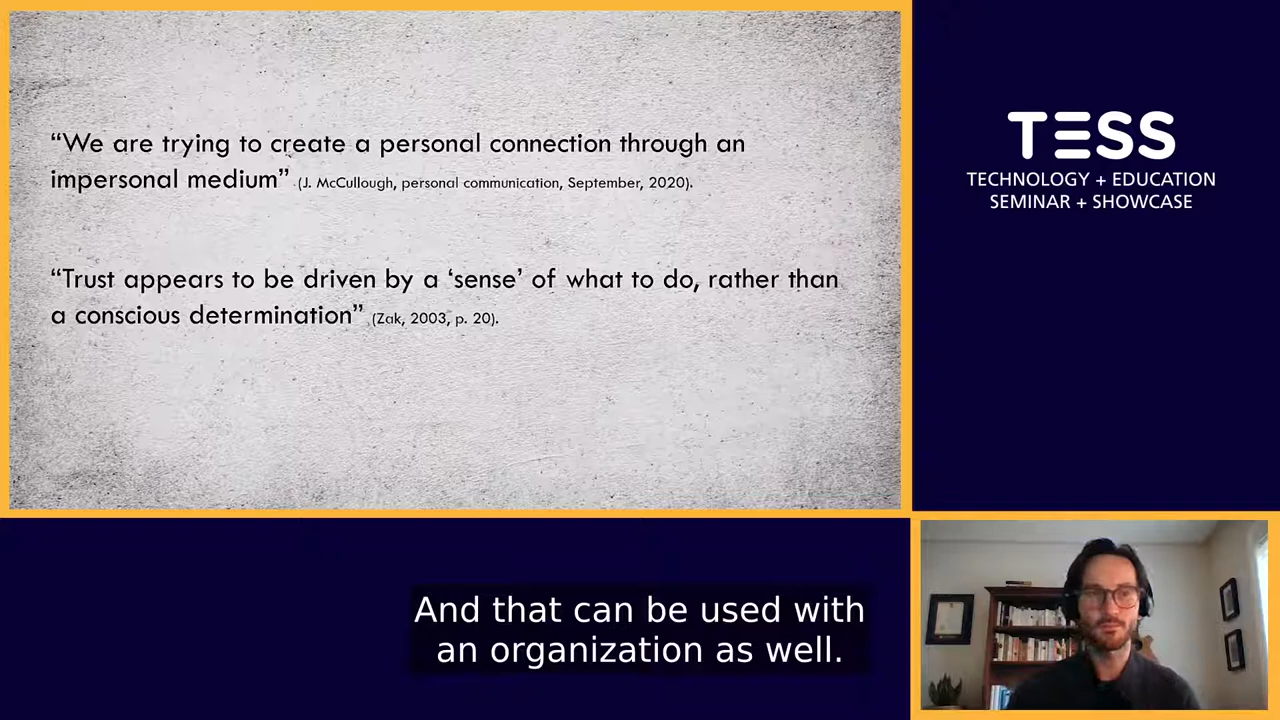 “We are trying to create a personal connection through an
impersonal medium” (J. McCullough, personal communication, September, 2020).
“Trust appears to be driven by a ‘sense’ of what to do, rather than
a conscious determination” (Zak, 2003, p. 20).
TESS
TECHNOLOGY + EDUCATION
SEMINAR + SHOWCASE
And that can be used with
an organization as well.